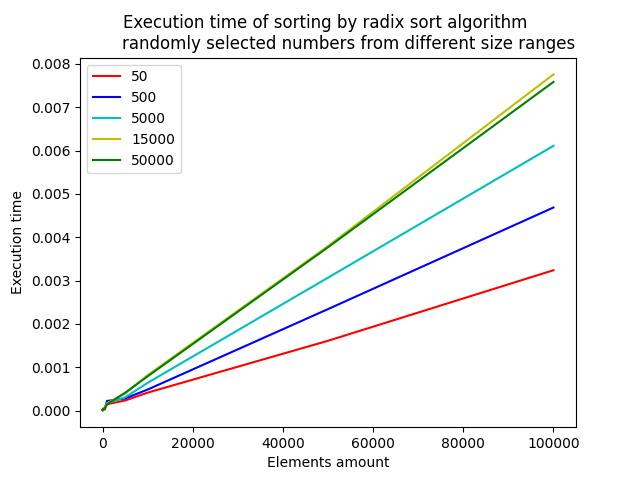 Execution time of sorting by radix sort algorithm
randomly selected numbers from different size ranges
50
500
5000
15000
50000
Execution time
0.008
0.007
0.006
0.005
0.004
0.003
0.002
0.001
0.000
0 20000 40000 60000 80000 100000
Elements amount